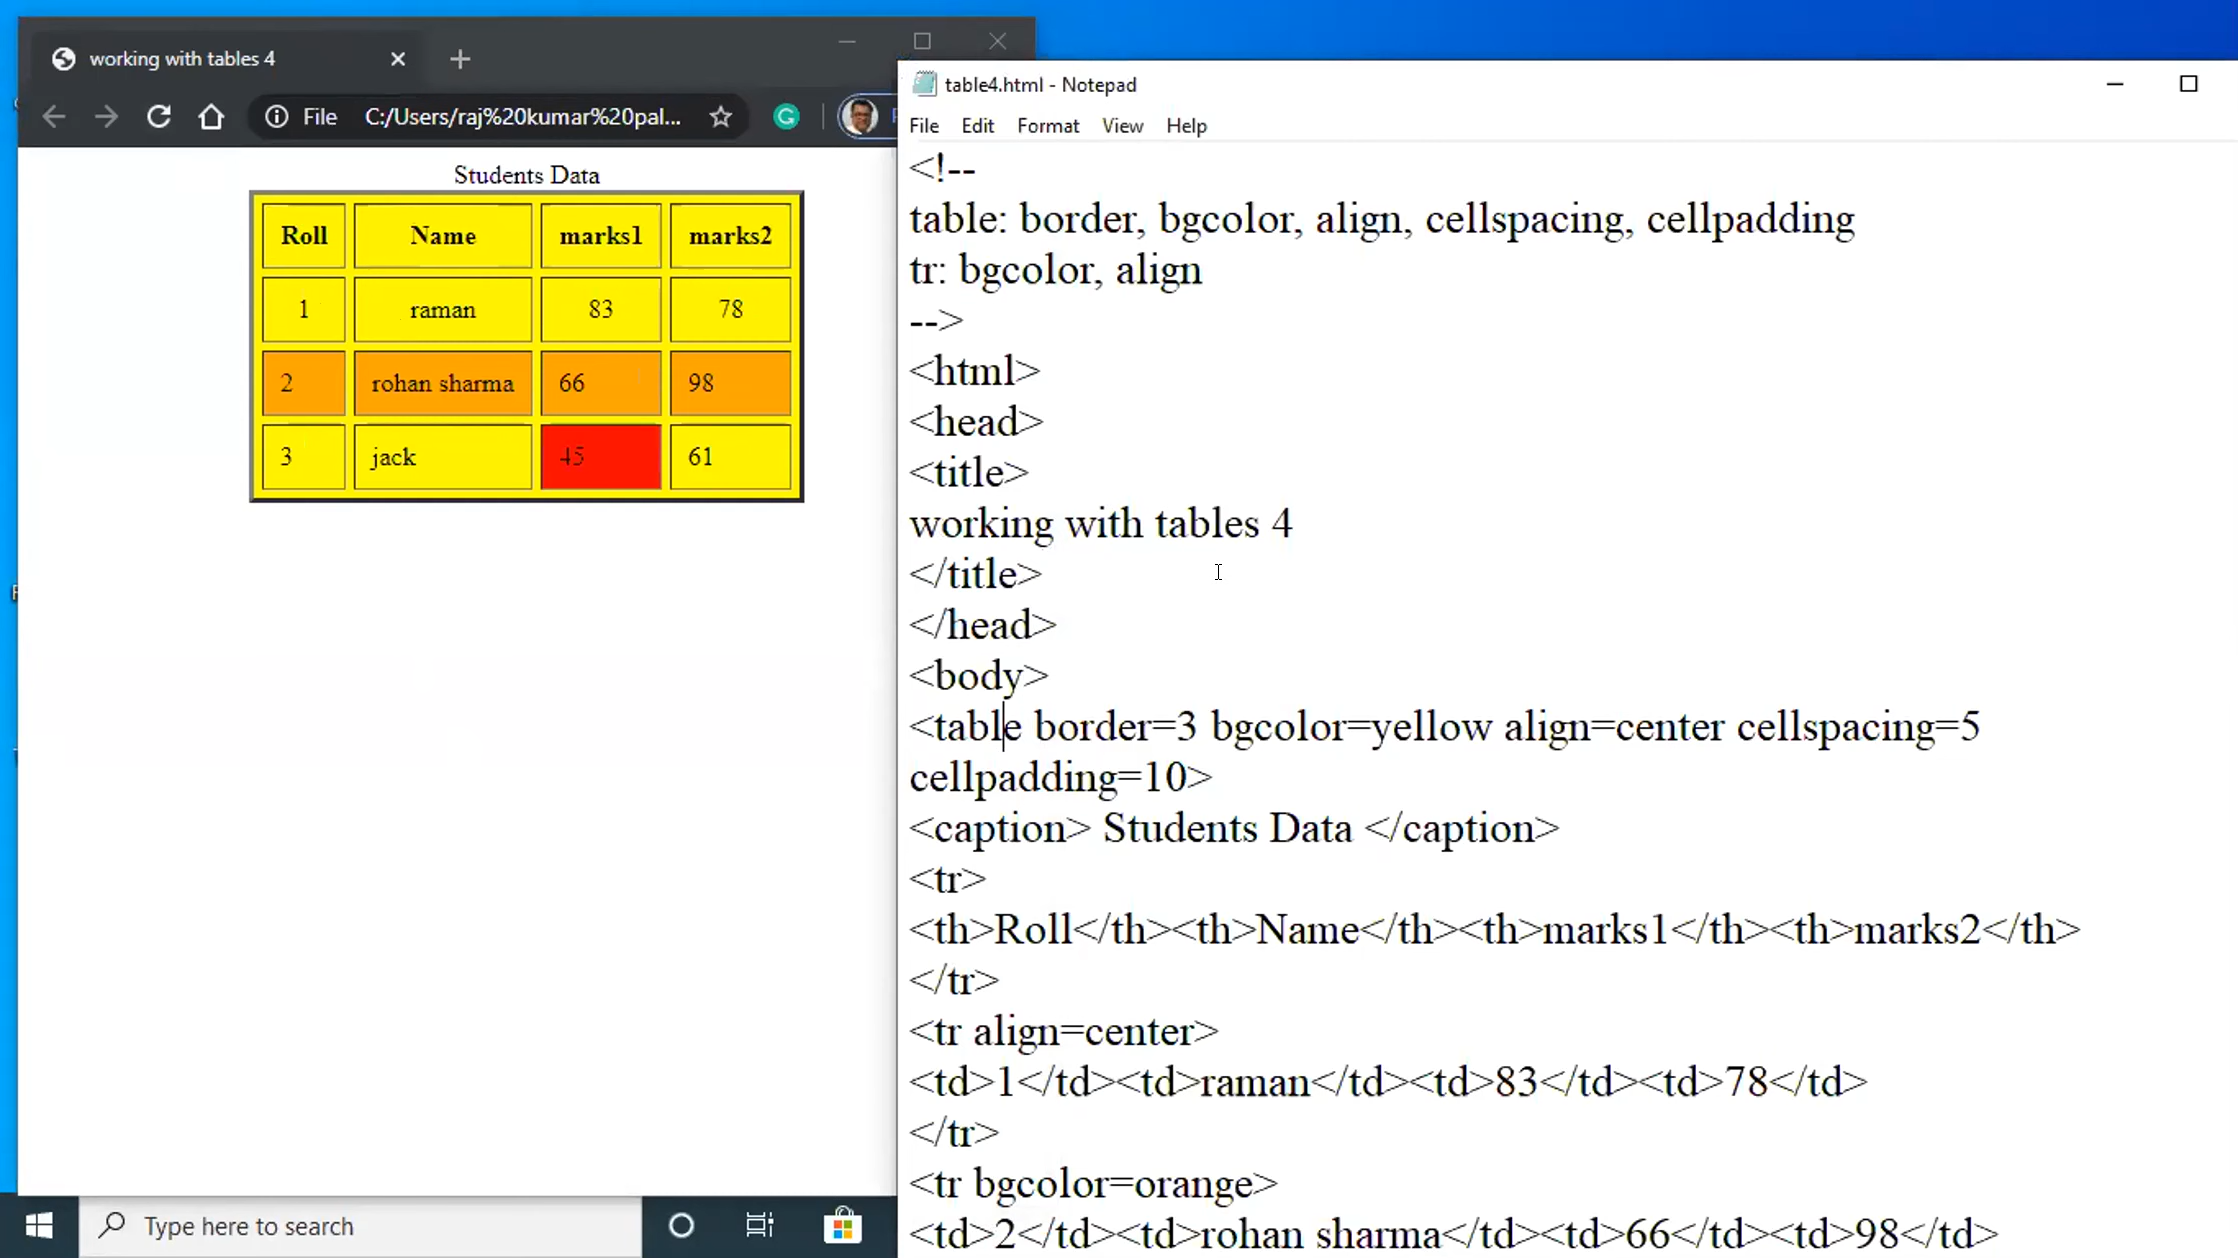 working with tables 4
File C:/Users/raj%20kumar%20pal...
Students Data
Roll Name marks1 marks2
1 raman 83 78
2 rohan sharma 66 98
3 jack 45 61
table4.html - Notepad
File Edit Format View Help
<!--
table: border, bgcolor, align, cellspacing, cellpadding
tr: bgcolor, align
-->
<html>
<head>
<title>
working with tables 4
</title>
</head>
<body>
<table border=3 bgcolor=yellow align=center cellspacing=5
cellpadding=10>
<caption> Students Data </caption>
<tr>
<th>Roll</th><th>Name</th><th>marks1</th><th>marks2</th>
</tr>
<tr align=center>
<td>1</td><td>raman</td><td>83</td><td>78</td>
</tr>
<tr bgcolor=orange>
<td>2</td><td>rohan sharma</td><td>66</td><td>98</td>
Type here to search